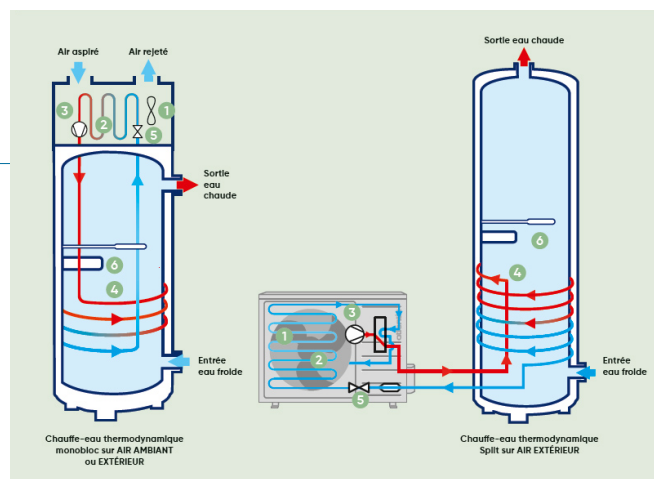 Air aspiré
Air rejeté
3
2
1
5
Sortie
eau
chaude
6
4
Entrée
eau froide
Chauffe-eau thermodynamique
monobloc sur AIR AMBIANT
ou EXTÉRIEUR
1
2
3
5
Sortie eau chaude
6
4
Entrée
eau froide
Chauffe-eau thermodynamique
Split sur AIR EXTÉRIEUR